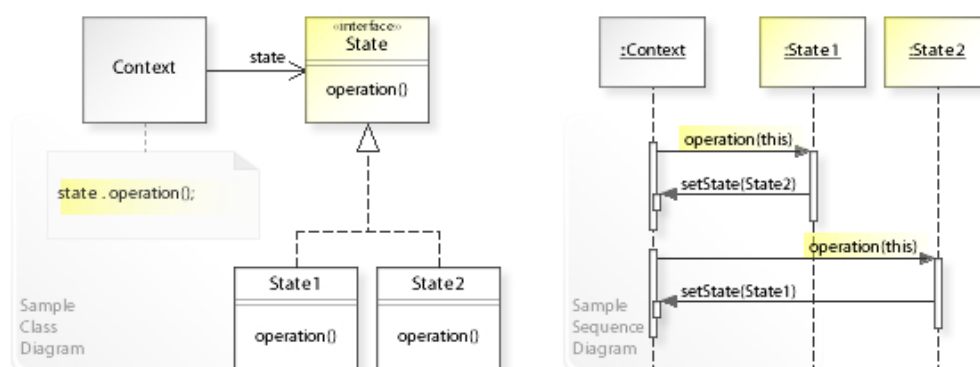 Context
state
«interface»
State
operation()
state . operation();
State1
operation()
State2
operation()
Sample
Class
Diagram
:Context
:State1
:State2
operation(this)
setState(State2)
operation(this)
setState(State1)
Sample
Sequence
Diagram